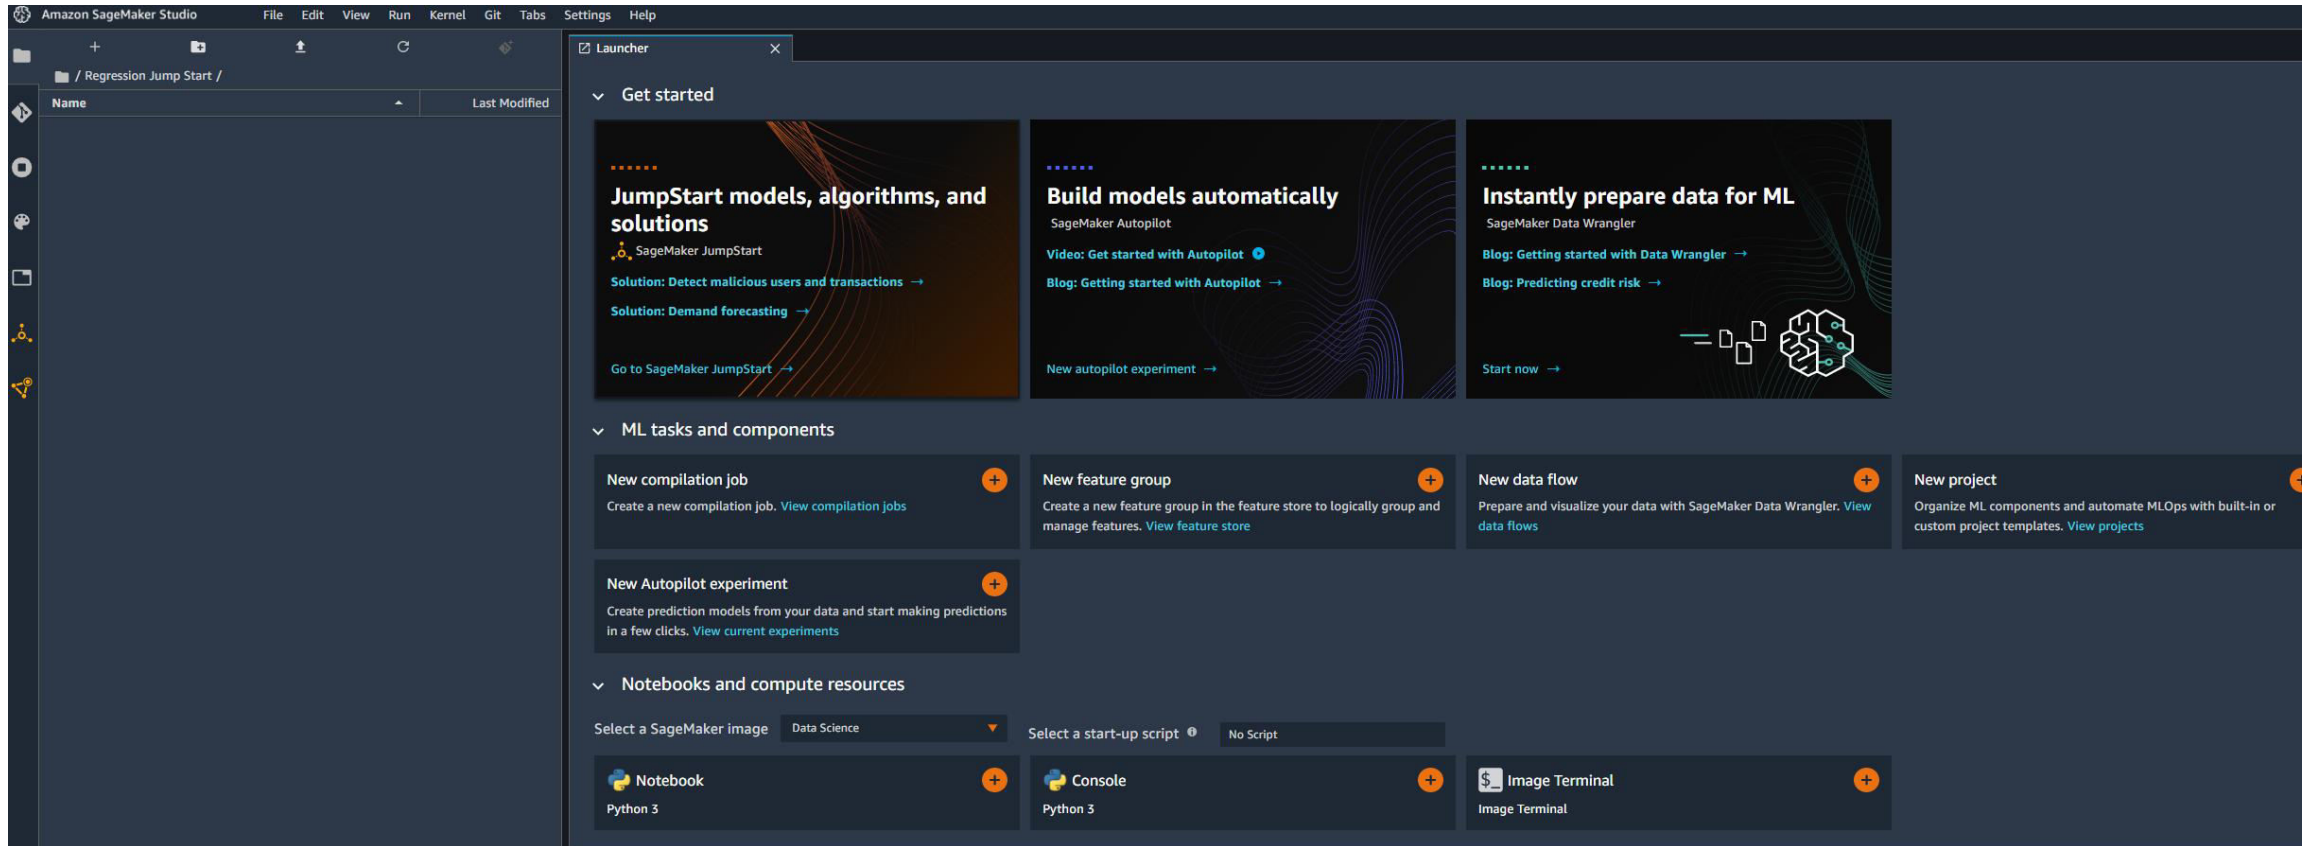 Amazon SageMaker Studio File Edit View Run Kernel Git Tabs Settings Help
/ Regression Jump Start /
Name Last Modified
Launcher
Get started
JumpStart models, algorithms, and
solutions
SageMaker JumpStart
Solution: Detect malicious users and transactions →
Solution: Demand forecasting →
Go to SageMaker JumpStart →
Build models automatically
SageMaker Autopilot
Video: Get started with Autopilot
Blog: Getting started with Autopilot →
New autopilot experiment →
Instantly prepare data for ML
SageMaker Data Wrangler
Blog: Getting started with Data Wrangler →
Blog: Predicting credit risk →
Start now →
ML tasks and components
New compilation job
Create a new compilation job. View compilation jobs
New feature group
Create a new feature group in the feature store to logically group and
manage features. View feature store
New data flow
Prepare and visualize your data with SageMaker Data Wrangler. View
data flows
New project
Organize ML components and automate MLOps with built-in or
custom project templates. View projects
New Autopilot experiment
Create prediction models from your data and start making predictions
in a few clicks. View current experiments
Notebooks and compute resources
Select a SageMaker image Data Science
Select a start-up script No Script
Notebook
Python 3
Console
Python 3
$_ Image Terminal
Image Terminal